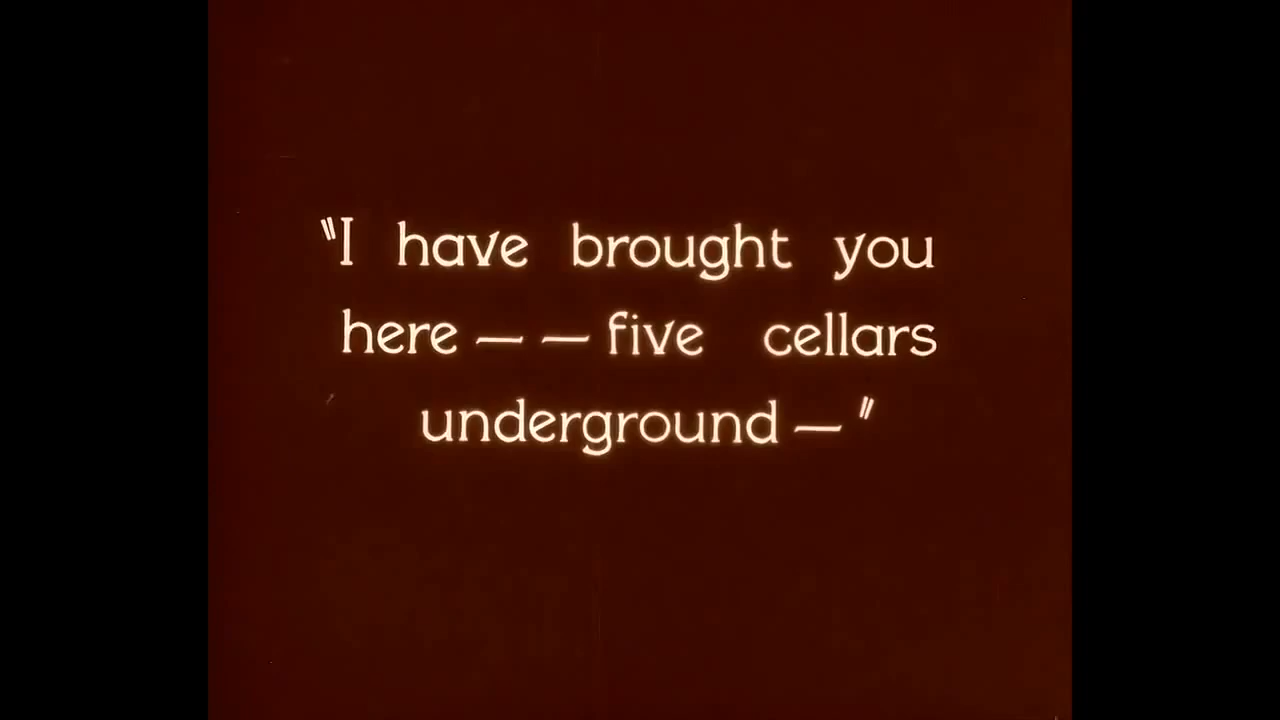 "I have brought you
here — — five cellars
underground — "